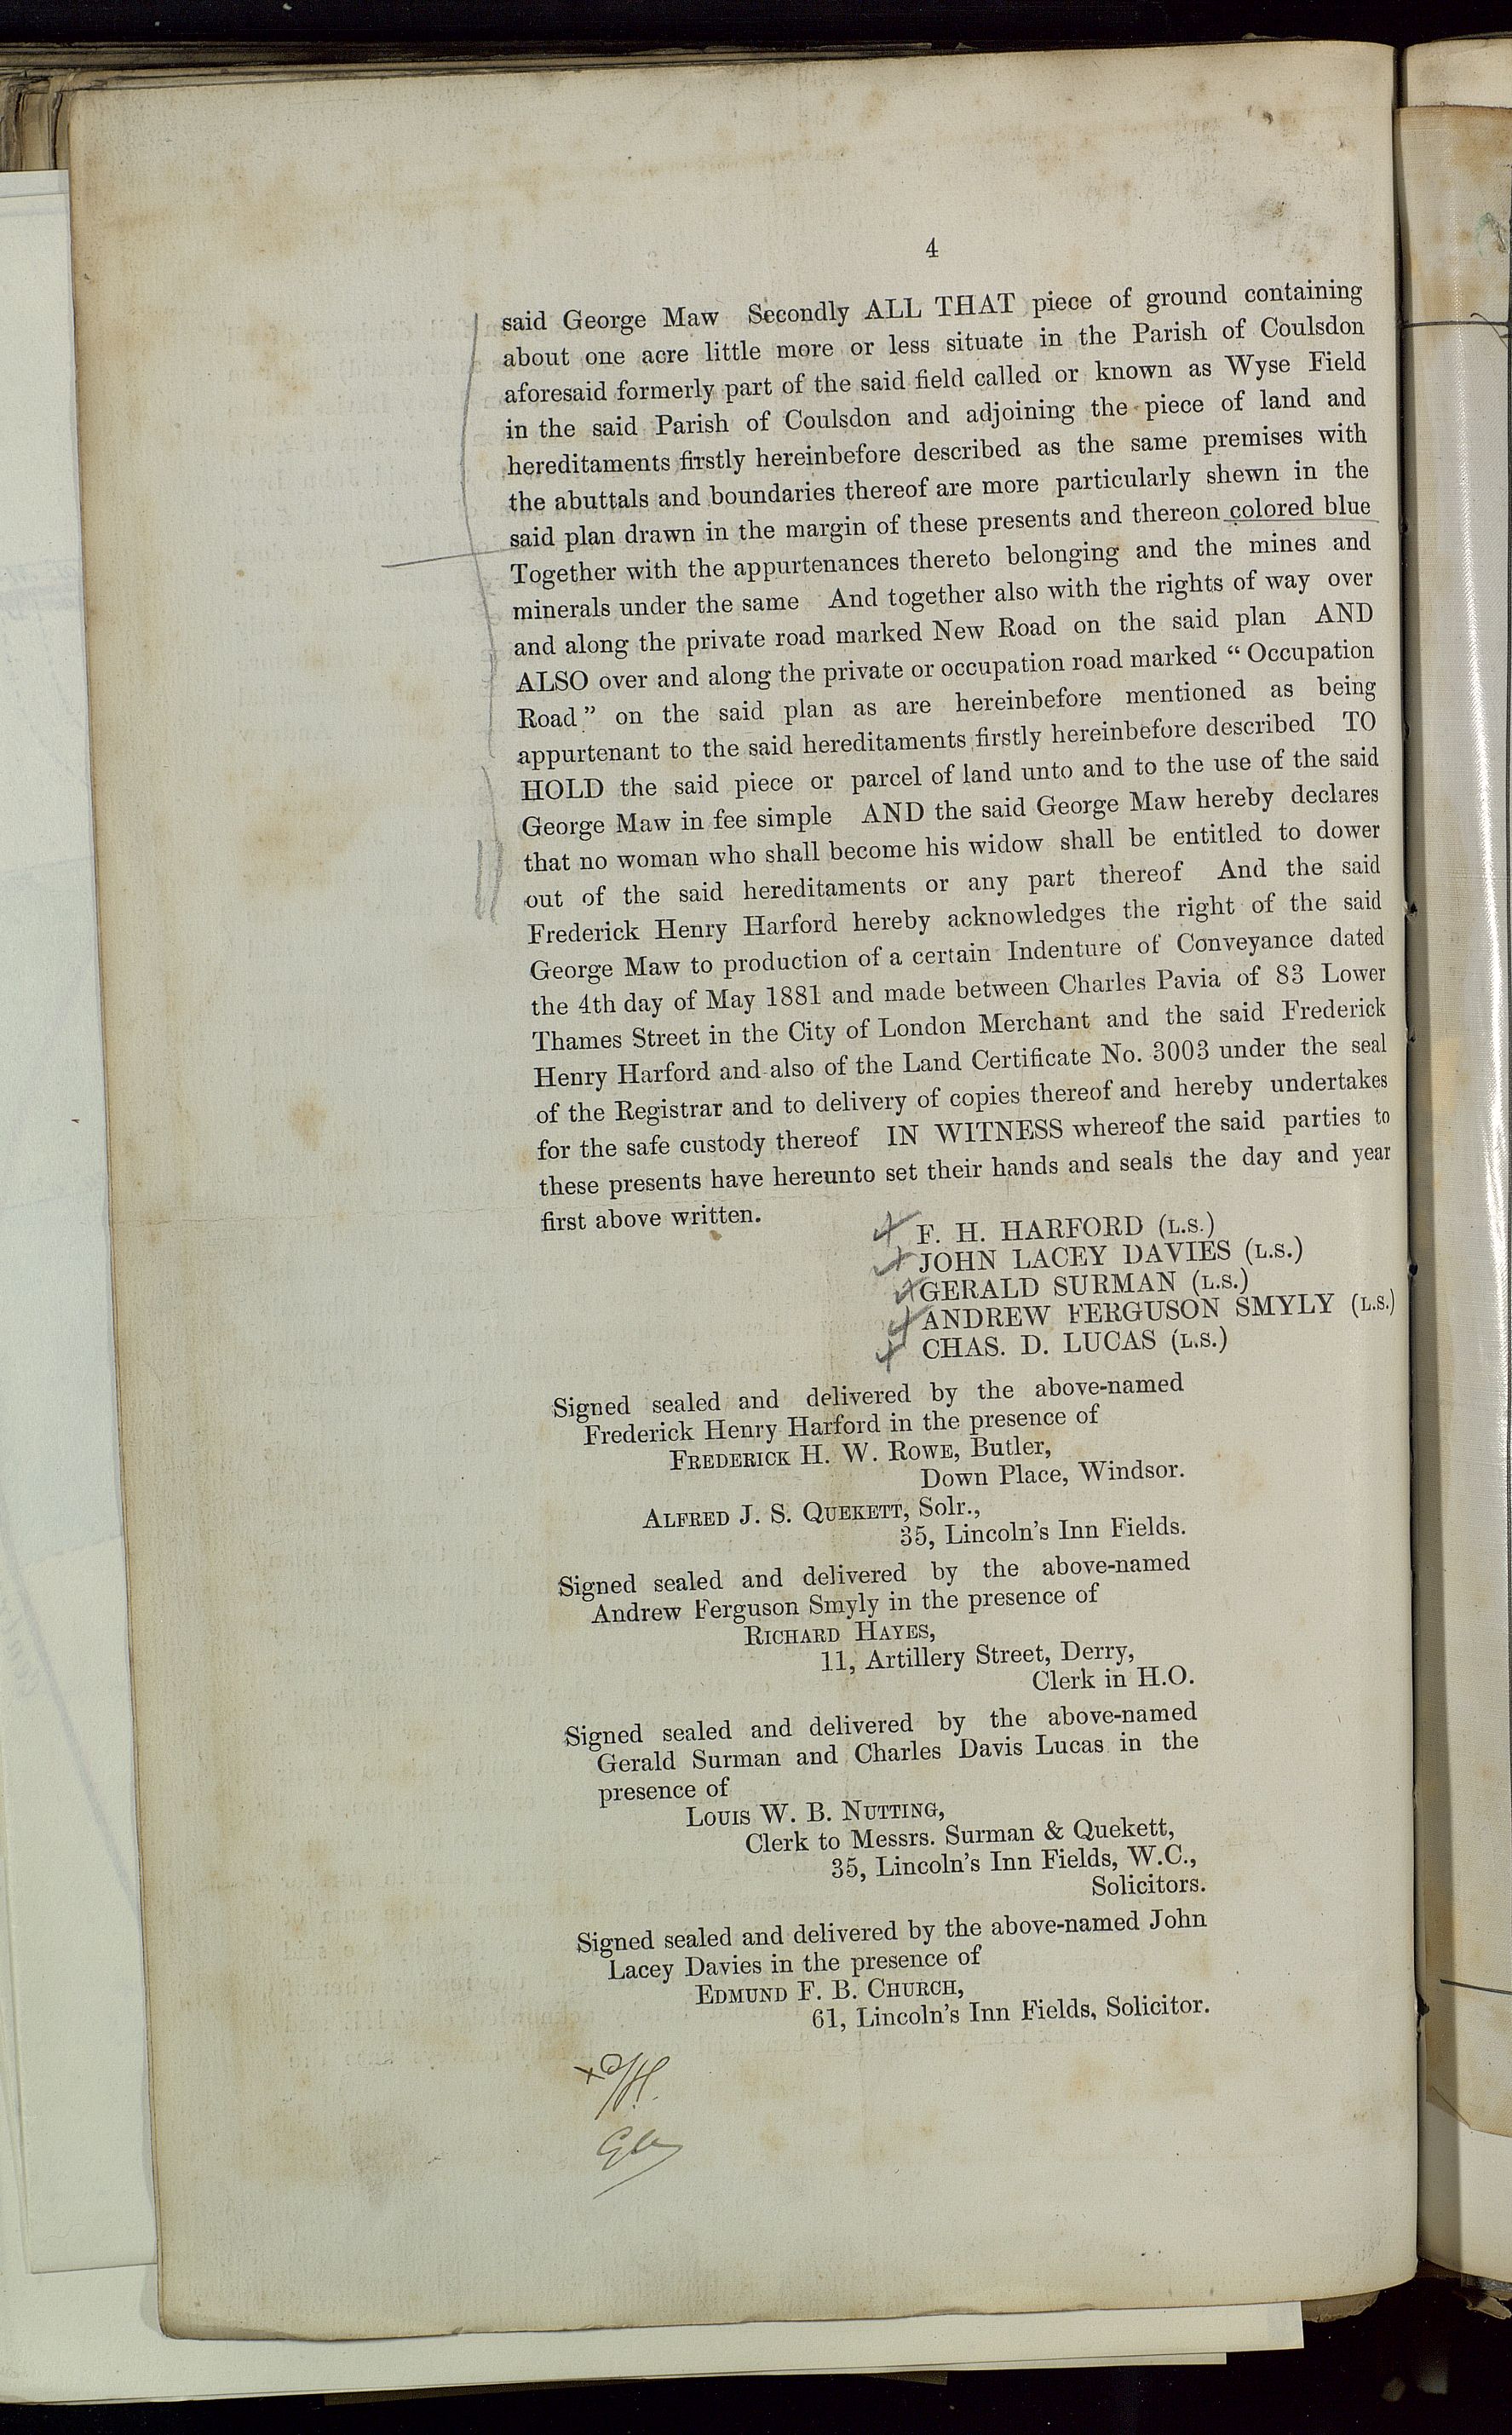 4
said George Maw Secondly ALL THAT piece of ground containing
about one acre little more or less situate in the Parish of Coulsdon
aforesaid formerly part of the said field called or known as Wyse Field
in the said Parish of Coulsdon and adjoining the piece of land and
hereditaments firstly hereinbefore described as the same premises with
the abuttals and boundaries thereof are more particularly shewn in the
said plan drawn in the margin of these presents and thereon colored blue
Together with the appurtenances thereto belonging and the mines and
minerals under the same And together also with the rights of way over
and along the private road marked New Road on the said plan AND
ALSO over and along the private or occupation road marked “ Occupation
Road ” on the said plan as are hereinbefore mentioned as being
appurtenant to the said hereditaments firstly hereinbefore described TO
HOLD the said piece or parcel of land unto and to the use of the said
George Maw in fee simple AND the said George Maw hereby declares
that no woman who shall become his widow shall be entitled to dower
out of the said hereditaments or any part thereof And the said
Frederick Henry Harford hereby acknowledges the right of the said
George Maw to production of a certain Indenture of Conveyance dated
the 4th day of May 1881 and made between Charles Pavia of 83 Lower
Thames Street in the City of London Merchant and the said Frederick
Henry Harford and also of the Land Certificate No. 3003 under the seal
of the Registrar and to delivery of copies thereof and hereby undertakes
for the safe custody thereof IN WITNESS whereof the said parties to
these presents have hereunto set their hands and seals the day and year
first above written.
F. H. HARFORD (L.S.)
JOHN LACEY DAVIES (L.S.)
GERALD SURMAN (L.S.)
ANDREW FERGUSON SMYLY (L.S.)
CHAS. D. LUCAS (L.S.)
Signed sealed and delivered by the above-named
Frederick Henry Harford in the presence of
FREDERICK H. W. ROWE, Butler,
Down Place, Windsor.
ALFRED J. S. QUEKETT, Solr.,
35, Lincoln's Inn Fields.
Signed sealed and delivered by the above-named
Andrew Ferguson Smyly in the presence of
RICHARD HAYES,
11, Artillery Street, Derry,
Clerk in H.O.
Signed sealed and delivered by the above-named
Gerald Surman and Charles Davis Lucas in the
presence of
LOUIS W. B. NUTTING,
Clerk to Messrs. Surman & Quekett,
35, Lincoln's Inn Fields, W.C.,
Solicitors.
Signed sealed and delivered by the above-named John
Lacey Davies in the presence of
EDMUND F. B. CHURCH,
61, Lincoln's Inn Fields, Solicitor.